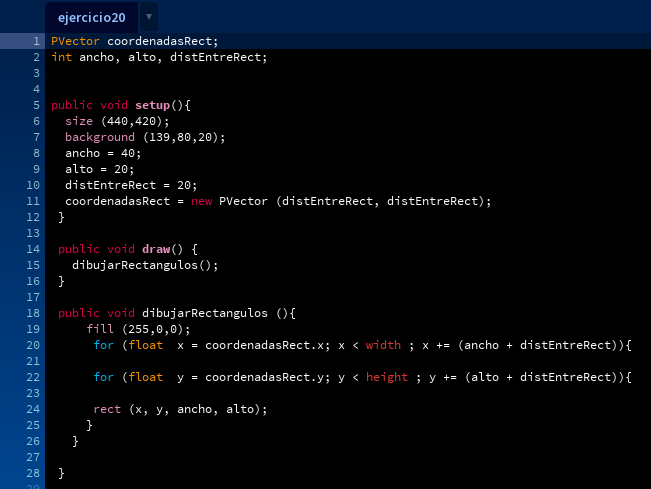 ejercicio20 ▼
1 PVector coordenadasRect;
2 int ancho, alto, distEntreRect;
3
4
5 public void setup(){
6   size (440,420);
7   background (139,80,20);
8   ancho = 40;
9   alto = 20;
10   distEntreRect = 20;
11   coordenadasRect = new PVector (distEntreRect, distEntreRect);
12  }
13
14  public void draw() {
15    dibujarRectangulos();
16  }
17
18  public void dibujarRectangulos (){
19      fill (255,0,0);
20       for (float  x = coordenadasRect.x; x < width ; x += (ancho + distEntreRect)){
21
22       for (float  y = coordenadasRect.y; y < height ; y += (alto + distEntreRect)){
23
24       rect (x, y, ancho, alto);
25      }
26    }
27
28  }